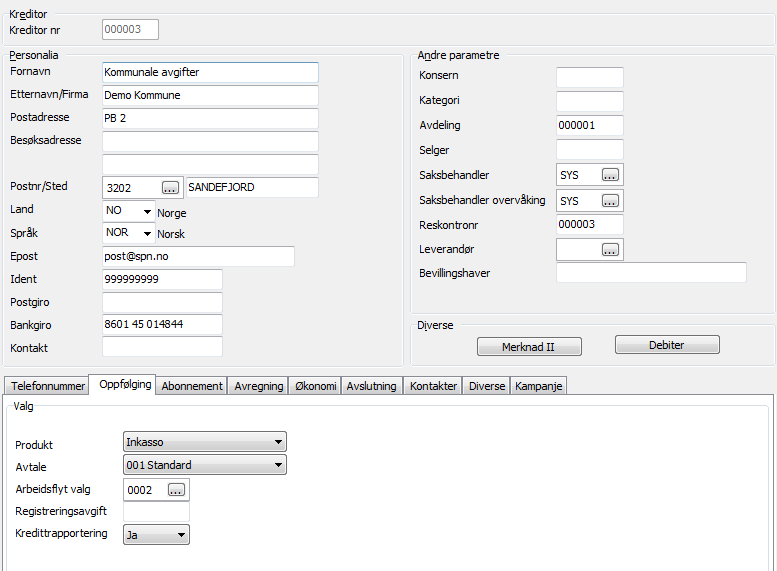 Kreditor
Kreditor nr 000003
Personalia
Fornavn Kommunale avgifter
Etternavn/Firma Demo Kommune
Postadresse PB 2
Besøksadresse
Postnr/Sted 3202 ... SANDEFJORD
Land NO Norge
Språk NOR Norsk
Epost post@spn.no
Ident 999999999
Postgiro
Bankgiro 8601 45 014844
Kontakt
Andre parametre
Konsern
Kategori
Avdeling 000001
Selger
Saksbehandler SYS ...
Saksbehandler overvåking SYS ...
Reskontronr 000003
Leverandør ...
Bevillingshaver
Diverse
Merknad II Debiter
Telefonnummer Oppfølging Abonnement Avregning Økonomi Avslutning Kontakter Diverse Kampanje
Valg
Produkt Inkasso
Avtale 001 Standard
Arbeidsflyt valg 0002 ...
Registreringsavgift
Kredittrapportering Ja